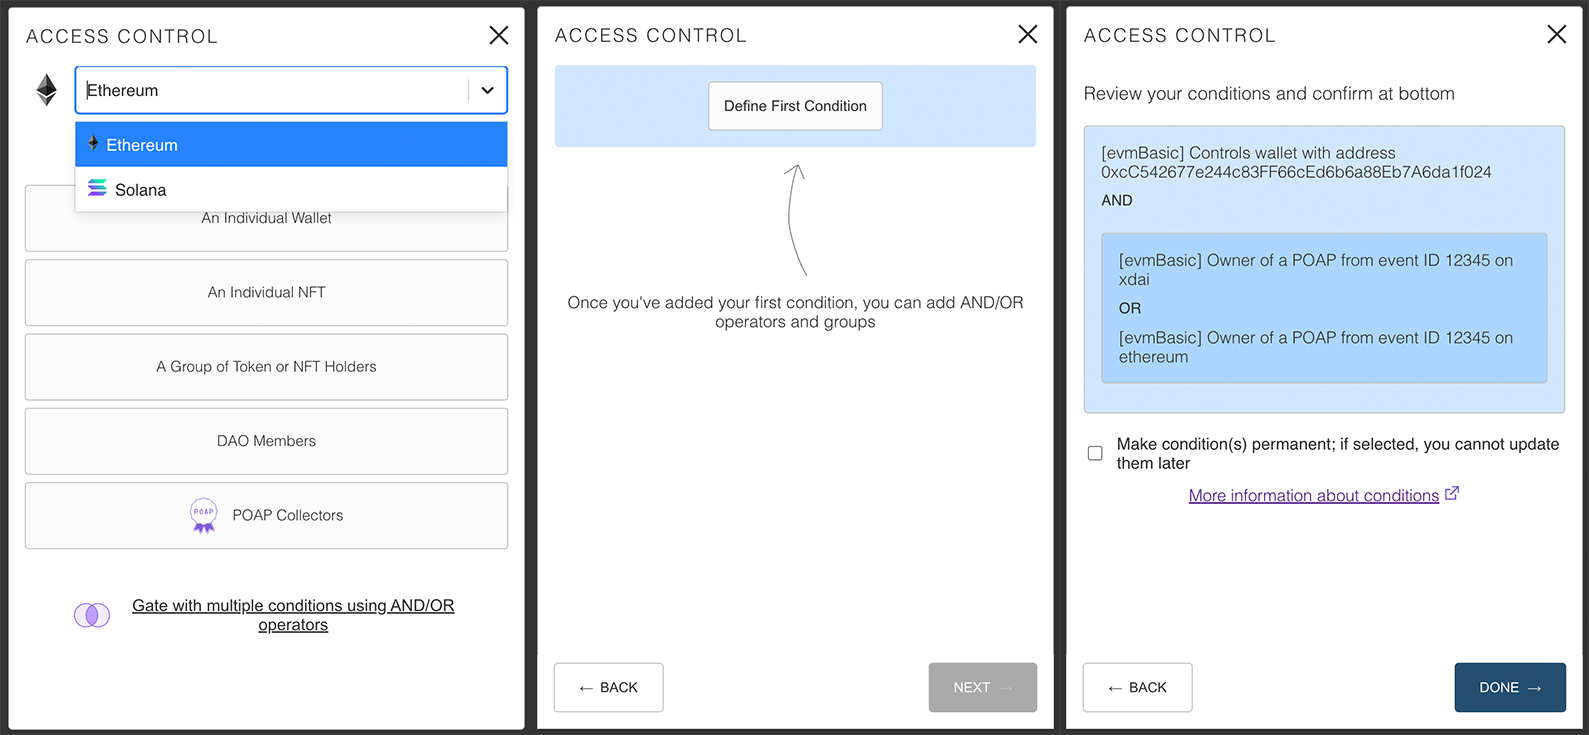 ACCESS CONTROL
Ethereum
Ethereum
Solana
An Individual Wallet
An Individual NFT
A Group of Token or NFT Holders
DAO Members
POAP
POAP Collectors
Gate with multiple conditions using AND/OR
operators
ACCESS CONTROL
Define First Condition
Once you've added your first condition, you can add AND/OR
operators and groups
← BACK
NEXT →
ACCESS CONTROL
Review your conditions and confirm at bottom
[evmBasic] Controls wallet with address
0xcC542677e244c83FF66cEd6b6a88Eb7A6da1f024
AND
[evmBasic] Owner of a POAP from event ID 12345 on
xdai
OR
[evmBasic] Owner of a POAP from event ID 12345 on
ethereum
Make condition(s) permanent; if selected, you cannot update
them later
More information about conditions
← BACK
DONE →